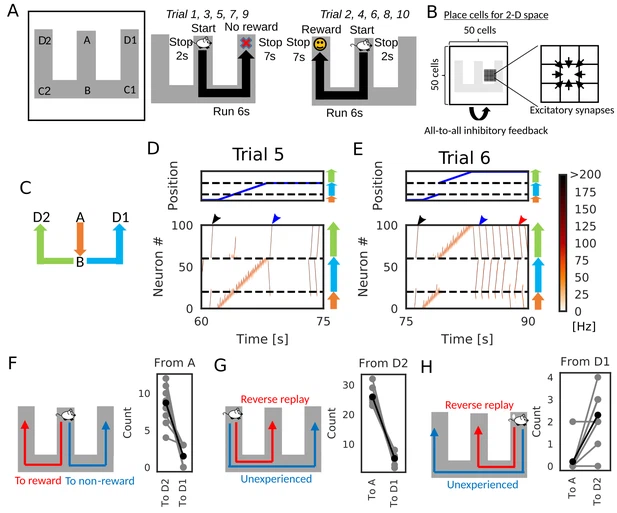 A
D2 A D1
C2 B C1
Trial 1, 3, 5, 7, 9
Start
No reward
Stop
2s
Stop
7s
Run 6s
Trial 2, 4, 6, 8, 10
Reward
Start
Stop
7s
Stop
2s
Run 6s
B
Place cells for 2-D space
50 cells
50 cells
Excitatory synapses
All-to-all inhibitory feedback
C
D2 A D1
B
D
Trial 5
Position
Neuron #
100
50
0
60 75
Time [s]
E
Trial 6
Position
Neuron #
100
50
0
75 90
Time [s]
>200
175
150
125
100
75
50
25
0
[Hz]
F
To reward
To non-reward
From A
Count
10
5
0
To D2
To D1
G
Reverse replay
Unexperienced
From D2
Count
30
20
10
To A
To D1
H
Reverse replay
Unexperienced
From D1
Count
4
3
2
1
0
To A
To D2